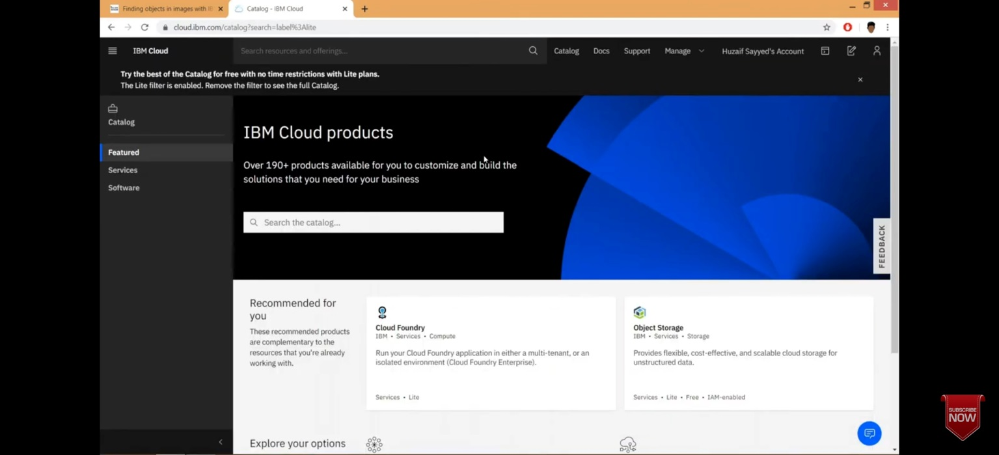 Finding objects in images with IB
Catalog - IBM Cloud
cloud.ibm.com/catalog?search=label%3Alite
IBM Cloud
Search resources and offerings...
Catalog
Docs
Support
Manage
Huzaif Sayyed's Account
Try the best of the Catalog for free with no time restrictions with Lite plans.
The Lite filter is enabled. Remove the filter to see the full Catalog.
Catalog
Featured
Services
Software
IBM Cloud products
Over 190+ products available for you to customize and build the
solutions that you need for your business
Search the catalog...
FEEDBACK
Recommended for
you
These recommended products
are complementary to the
resources that you're already
working with.
Cloud Foundry
IBM • Services • Compute
Run your Cloud Foundry application in either a multi-tenant, or an
isolated environment (Cloud Foundry Enterprise).
Services • Lite
Object Storage
IBM • Services • Storage
Provides flexible, cost-effective, and scalable cloud storage for
unstructured data.
Services • Lite • Free • IAM-enabled
Explore your options
SUBSCRIBE
NOW